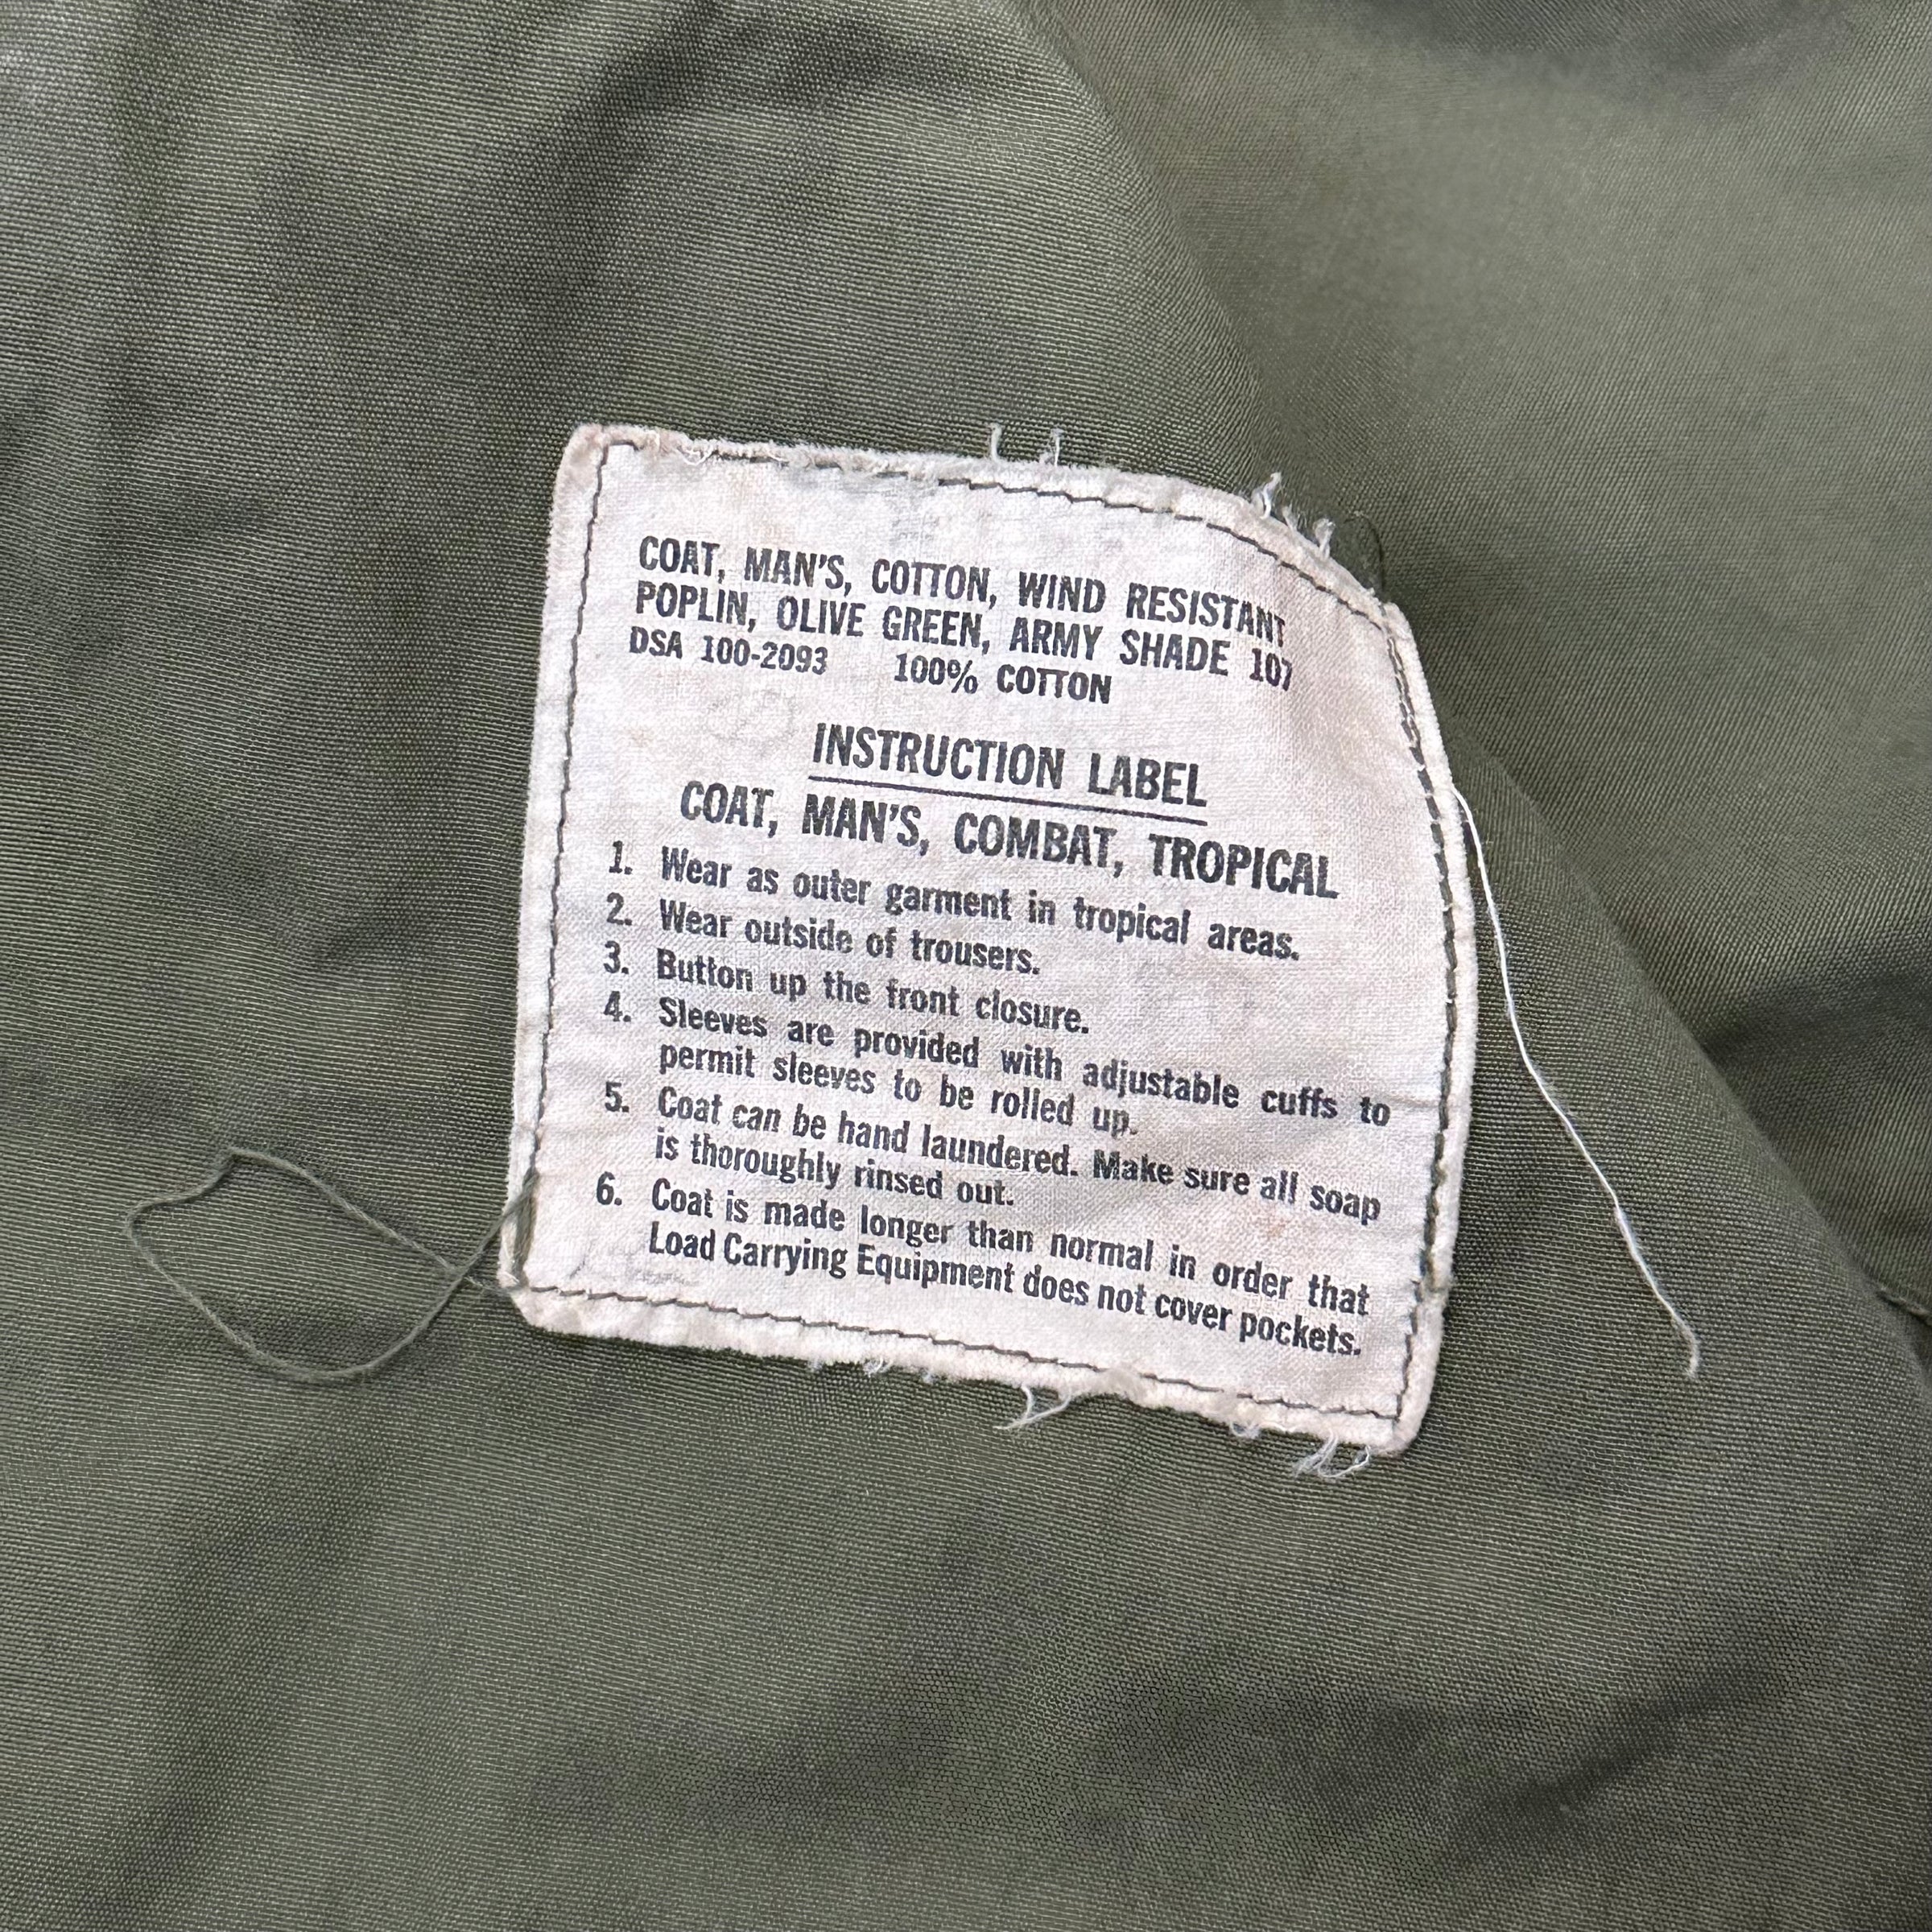 COAT, MAN'S, COTTON, WIND RESISTANT
POPLIN, OLIVE GREEN, ARMY SHADE 107
DSA 100-2093 100% COTTON
INSTRUCTION LABEL
COAT, MAN'S, COMBAT, TROPICAL
1. Wear as outer garment in tropical areas.
2. Wear outside of trousers.
3. Button up the front closure.
4. Sleeves are provided with adjustable cuffs to
permit sleeves to be rolled up.
5. Coat can be hand laundered. Make sure all soap
is thoroughly rinsed out.
6. Coat is made longer than normal in order that
Load Carrying Equipment does not cover pockets.